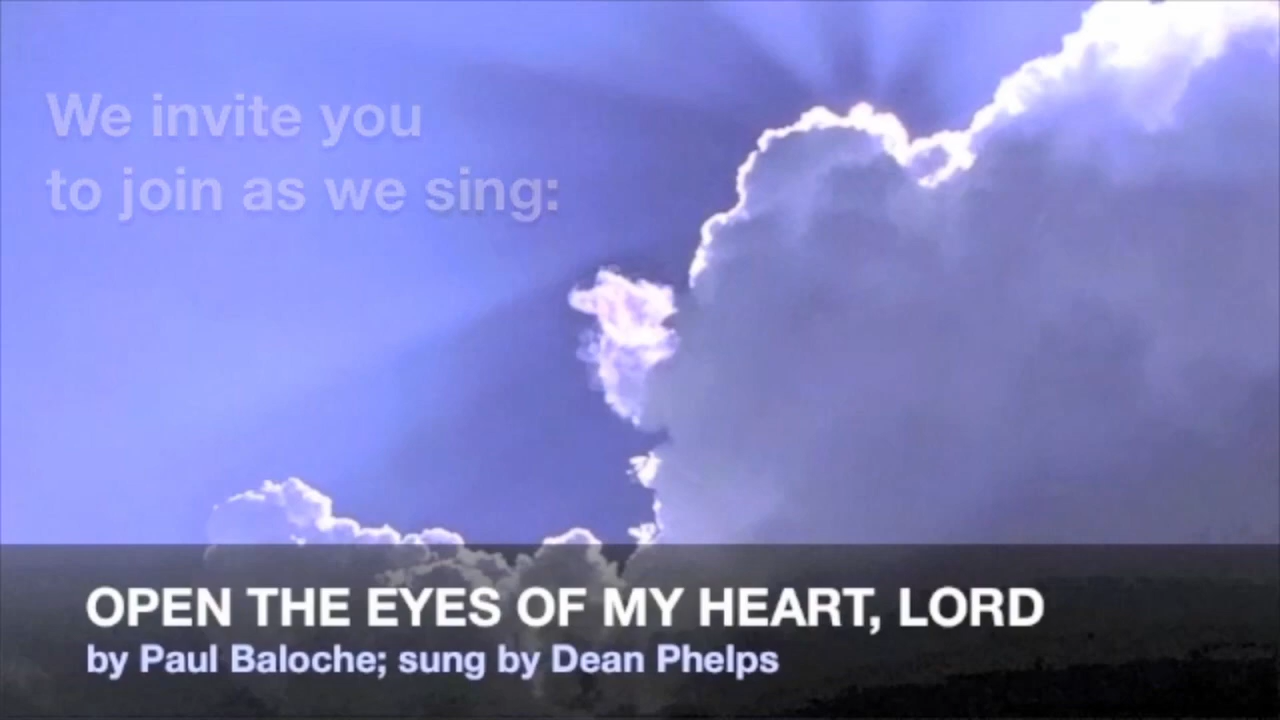 We invite you
to join as we sing:
OPEN THE EYES OF MY HEART, LORD
by Paul Baloche; sung by Dean Phelps